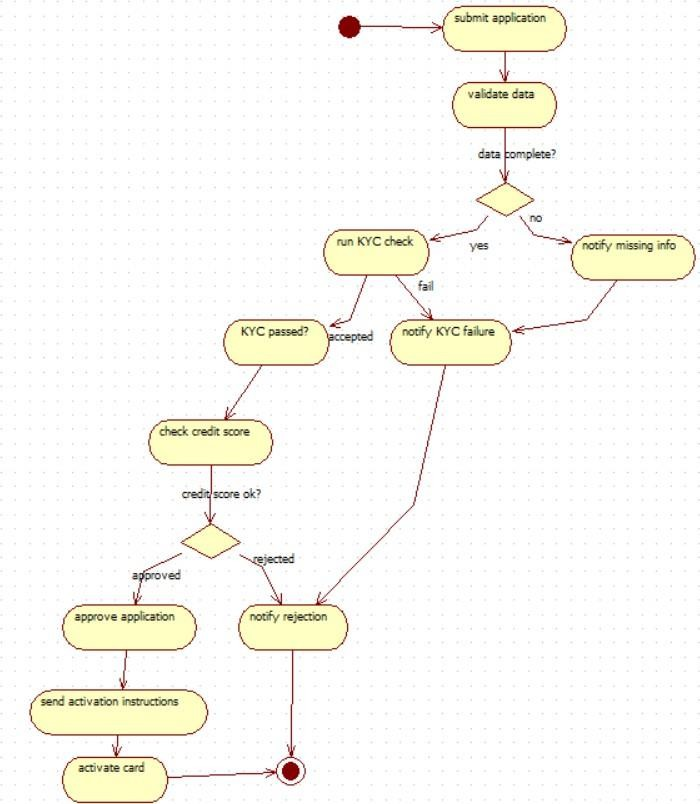 submit application
validate data
data complete?
no
yes
run KYC check
notify missing info
fail
KYC passed?
accepted
notify KYC failure
check credit score
credit score ok?
rejected
approved
approve application
notify rejection
send activation instructions
activate card